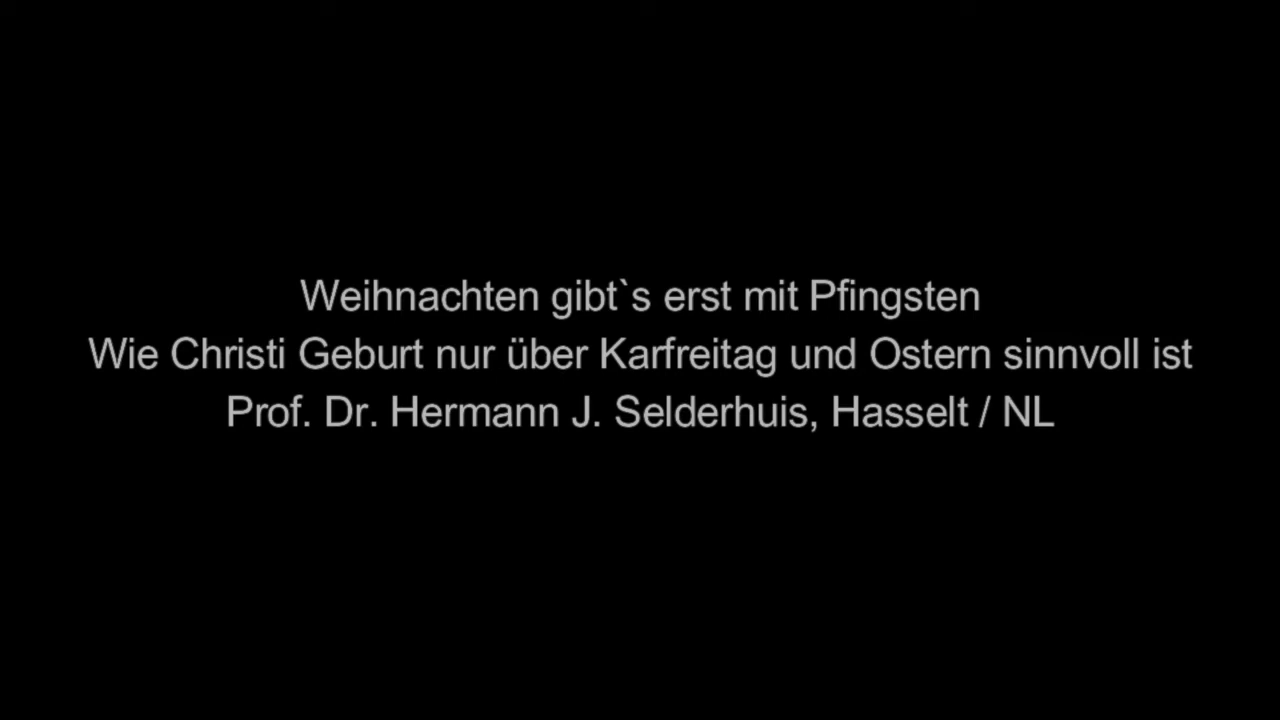 Weihnachten gibt`s erst mit Pfingsten
Wie Christi Geburt nur über Karfreitag und Ostern sinnvoll ist
Prof. Dr. Hermann J. Selderhuis, Hasselt / NL